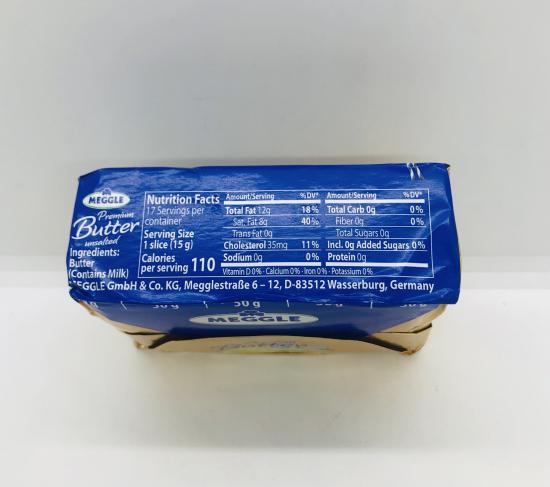 MEGGLE
Premium
Butter
unsalted
Ingredients:
Butter
(Contains Milk)
Nutrition Facts
17 Servings per
container
Serving Size
1 slice (15 g)
Calories
per serving 110
Amount/Serving %DV*
Total Fat 12g 18%
Sat. Fat 8g 40%
Trans Fat 0g
Cholesterol 35mg 11%
Sodium 0g 0%
Amount/Serving %DV*
Total Carb 0g 0%
Fiber 0g 0%
Total Sugars 0g
Incl. 0g Added Sugars 0%
Protein 0g
Vitamin D 0% · Calcium 0% · Iron 0% · Potassium 0%
MEGGLE GmbH & Co. KG, Megglestraße 6 – 12, D-83512 Wasserburg, Germany
50 g
MEGGLE